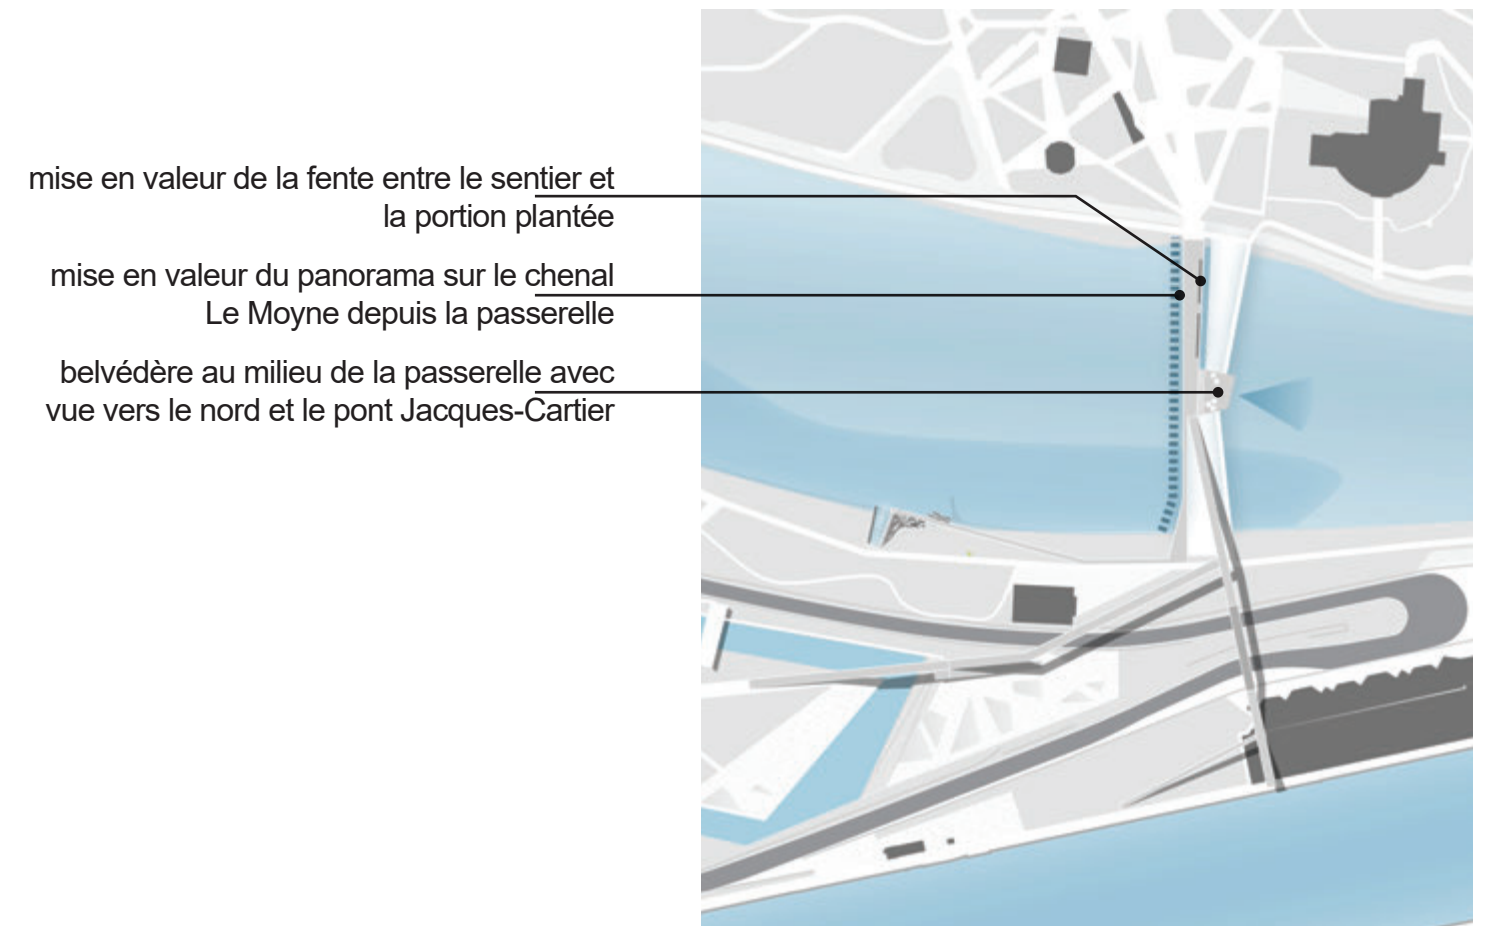 mise en valeur de la fente entre le sentier et
la portion plantée
mise en valeur du panorama sur le chenal
Le Moyne depuis la passerelle
belvédère au milieu de la passerelle avec
vue vers le nord et le pont Jacques-Cartier